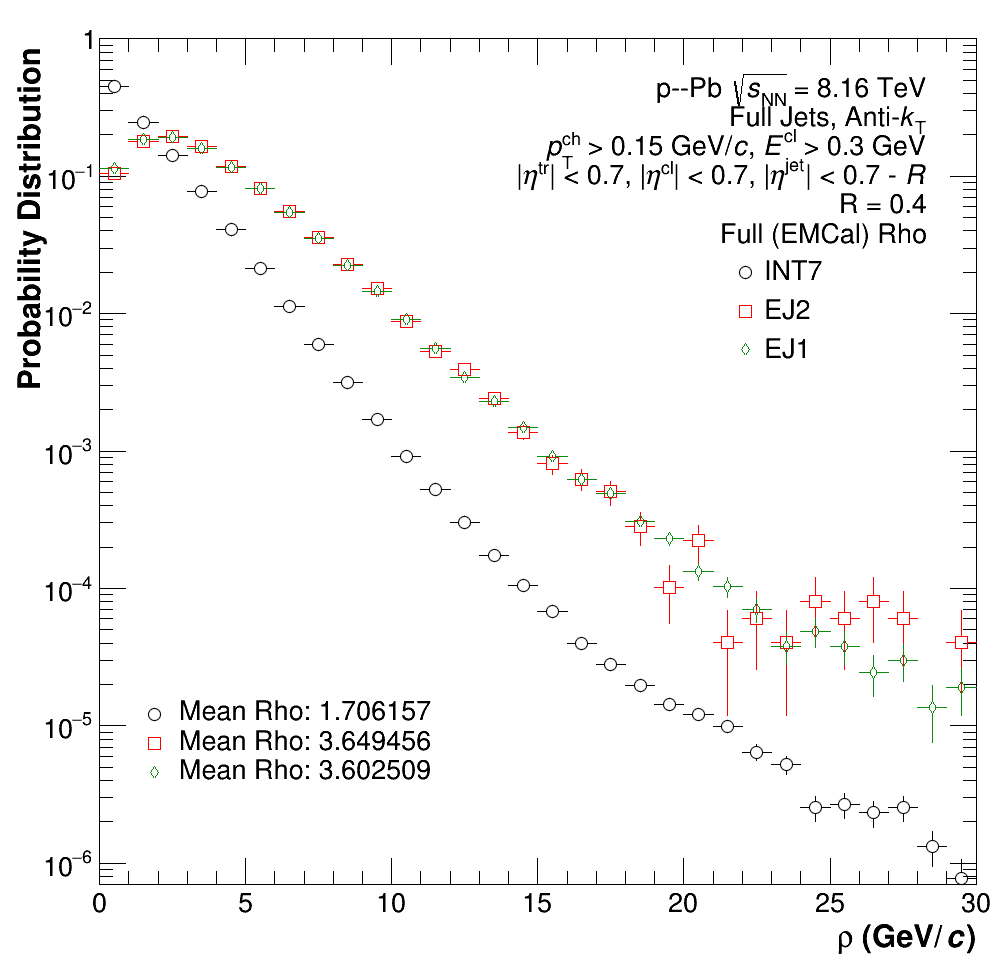 Probability Distribution
1
10⁻¹
10⁻²
10⁻³
10⁻⁴
10⁻⁵
10⁻⁶
p--Pb √s_NN = 8.16 TeV
Full Jets, Anti-k_T
p_T^ch > 0.15 GeV/c, E^cl > 0.3 GeV
|η^tr| < 0.7, |η^cl| < 0.7, |η^jet| < 0.7 - R
R = 0.4
Full (EMCal) Rho
INT7
EJ2
EJ1
Mean Rho: 1.706157
Mean Rho: 3.649456
Mean Rho: 3.602509
0 5 10 15 20 25 30
ρ (GeV/c)